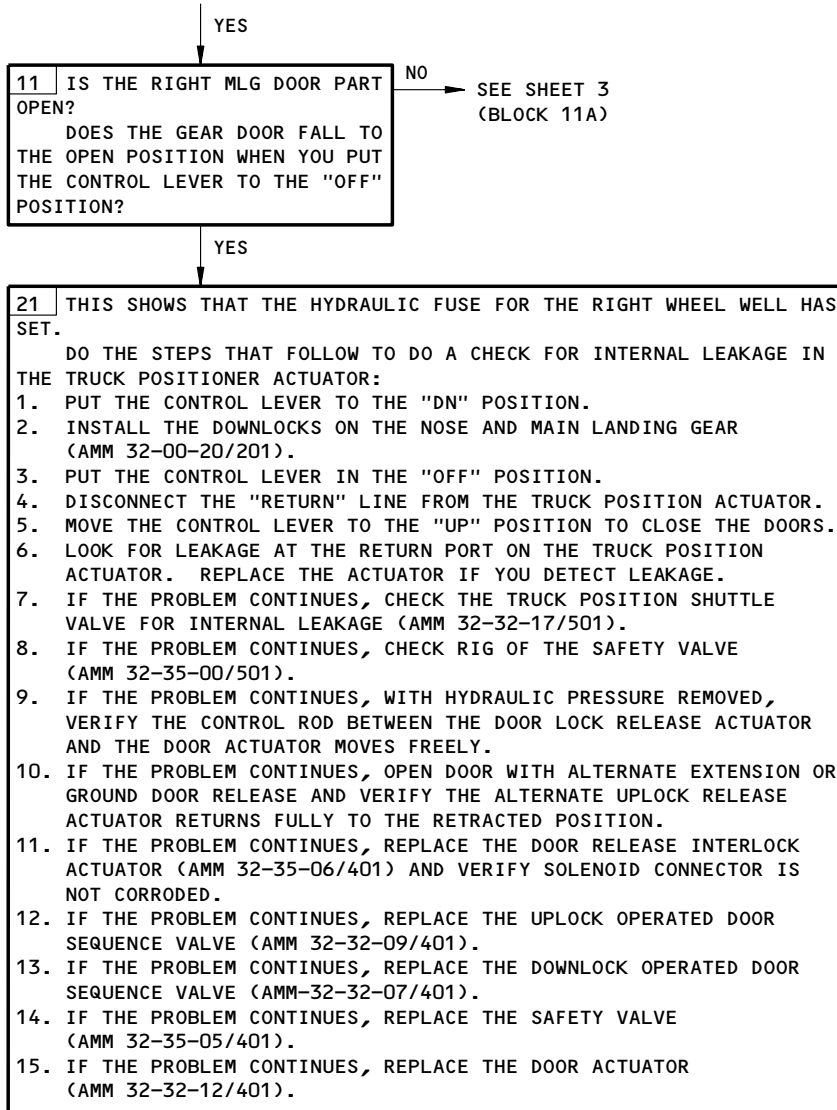 YES
11 IS THE RIGHT MLG DOOR PART
OPEN?
DOES THE GEAR DOOR FALL TO
THE OPEN POSITION WHEN YOU PUT
THE CONTROL LEVER TO THE "OFF"
POSITION?
NO
SEE SHEET 3
(BLOCK 11A)
YES
21 THIS SHOWS THAT THE HYDRAULIC FUSE FOR THE RIGHT WHEEL WELL HAS
SET.
DO THE STEPS THAT FOLLOW TO DO A CHECK FOR INTERNAL LEAKAGE IN
THE TRUCK POSITIONER ACTUATOR:
1. PUT THE CONTROL LEVER TO THE "DN" POSITION.
2. INSTALL THE DOWNLOCKS ON THE NOSE AND MAIN LANDING GEAR
(AMM 32-00-20/201).
3. PUT THE CONTROL LEVER IN THE "OFF" POSITION.
4. DISCONNECT THE "RETURN" LINE FROM THE TRUCK POSITION ACTUATOR.
5. MOVE THE CONTROL LEVER TO THE "UP" POSITION TO CLOSE THE DOORS.
6. LOOK FOR LEAKAGE AT THE RETURN PORT ON THE TRUCK POSITION
ACTUATOR. REPLACE THE ACTUATOR IF YOU DETECT LEAKAGE.
7. IF THE PROBLEM CONTINUES, CHECK THE TRUCK POSITION SHUTTLE
VALVE FOR INTERNAL LEAKAGE (AMM 32-32-17/501).
8. IF THE PROBLEM CONTINUES, CHECK RIG OF THE SAFETY VALVE
(AMM 32-35-00/501).
9. IF THE PROBLEM CONTINUES, WITH HYDRAULIC PRESSURE REMOVED,
VERIFY THE CONTROL ROD BETWEEN THE DOOR LOCK RELEASE ACTUATOR
AND THE DOOR ACTUATOR MOVES FREELY.
10. IF THE PROBLEM CONTINUES, OPEN DOOR WITH ALTERNATE EXTENSION OR
GROUND DOOR RELEASE AND VERIFY THE ALTERNATE UPLOCK RELEASE
ACTUATOR RETURNS FULLY TO THE RETRACTED POSITION.
11. IF THE PROBLEM CONTINUES, REPLACE THE DOOR RELEASE INTERLOCK
ACTUATOR (AMM 32-35-06/401) AND VERIFY SOLENOID CONNECTOR IS
NOT CORRODED.
12. IF THE PROBLEM CONTINUES, REPLACE THE UPLOCK OPERATED DOOR
SEQUENCE VALVE (AMM 32-32-09/401).
13. IF THE PROBLEM CONTINUES, REPLACE THE DOWNLOCK OPERATED DOOR
SEQUENCE VALVE (AMM-32-32-07/401).
14. IF THE PROBLEM CONTINUES, REPLACE THE SAFETY VALVE
(AMM 32-35-05/401).
15. IF THE PROBLEM CONTINUES, REPLACE THE DOOR ACTUATOR
(AMM 32-32-12/401).